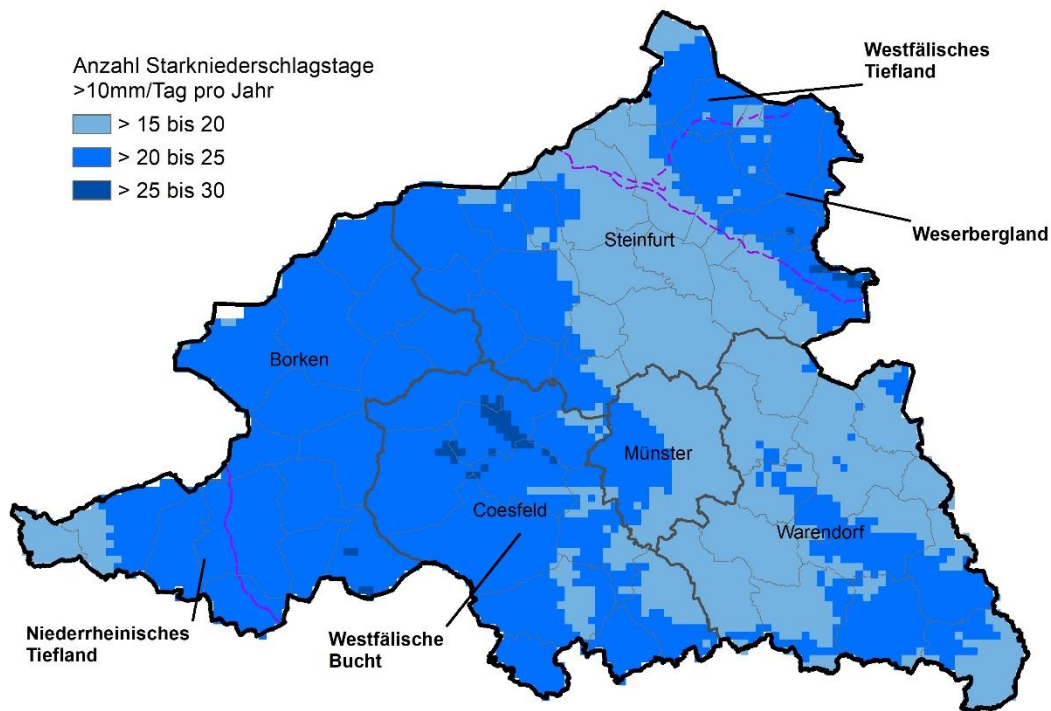 Anzahl Starkniederschlagstage
>10mm/Tag pro Jahr
> 15 bis 20
> 20 bis 25
> 25 bis 30
Westfälisches
Tiefland
Weserbergland
Steinfurt
Borken
Münster
Coesfeld
Warendorf
Niederrheinisches
Tiefland
Westfälische
Bucht